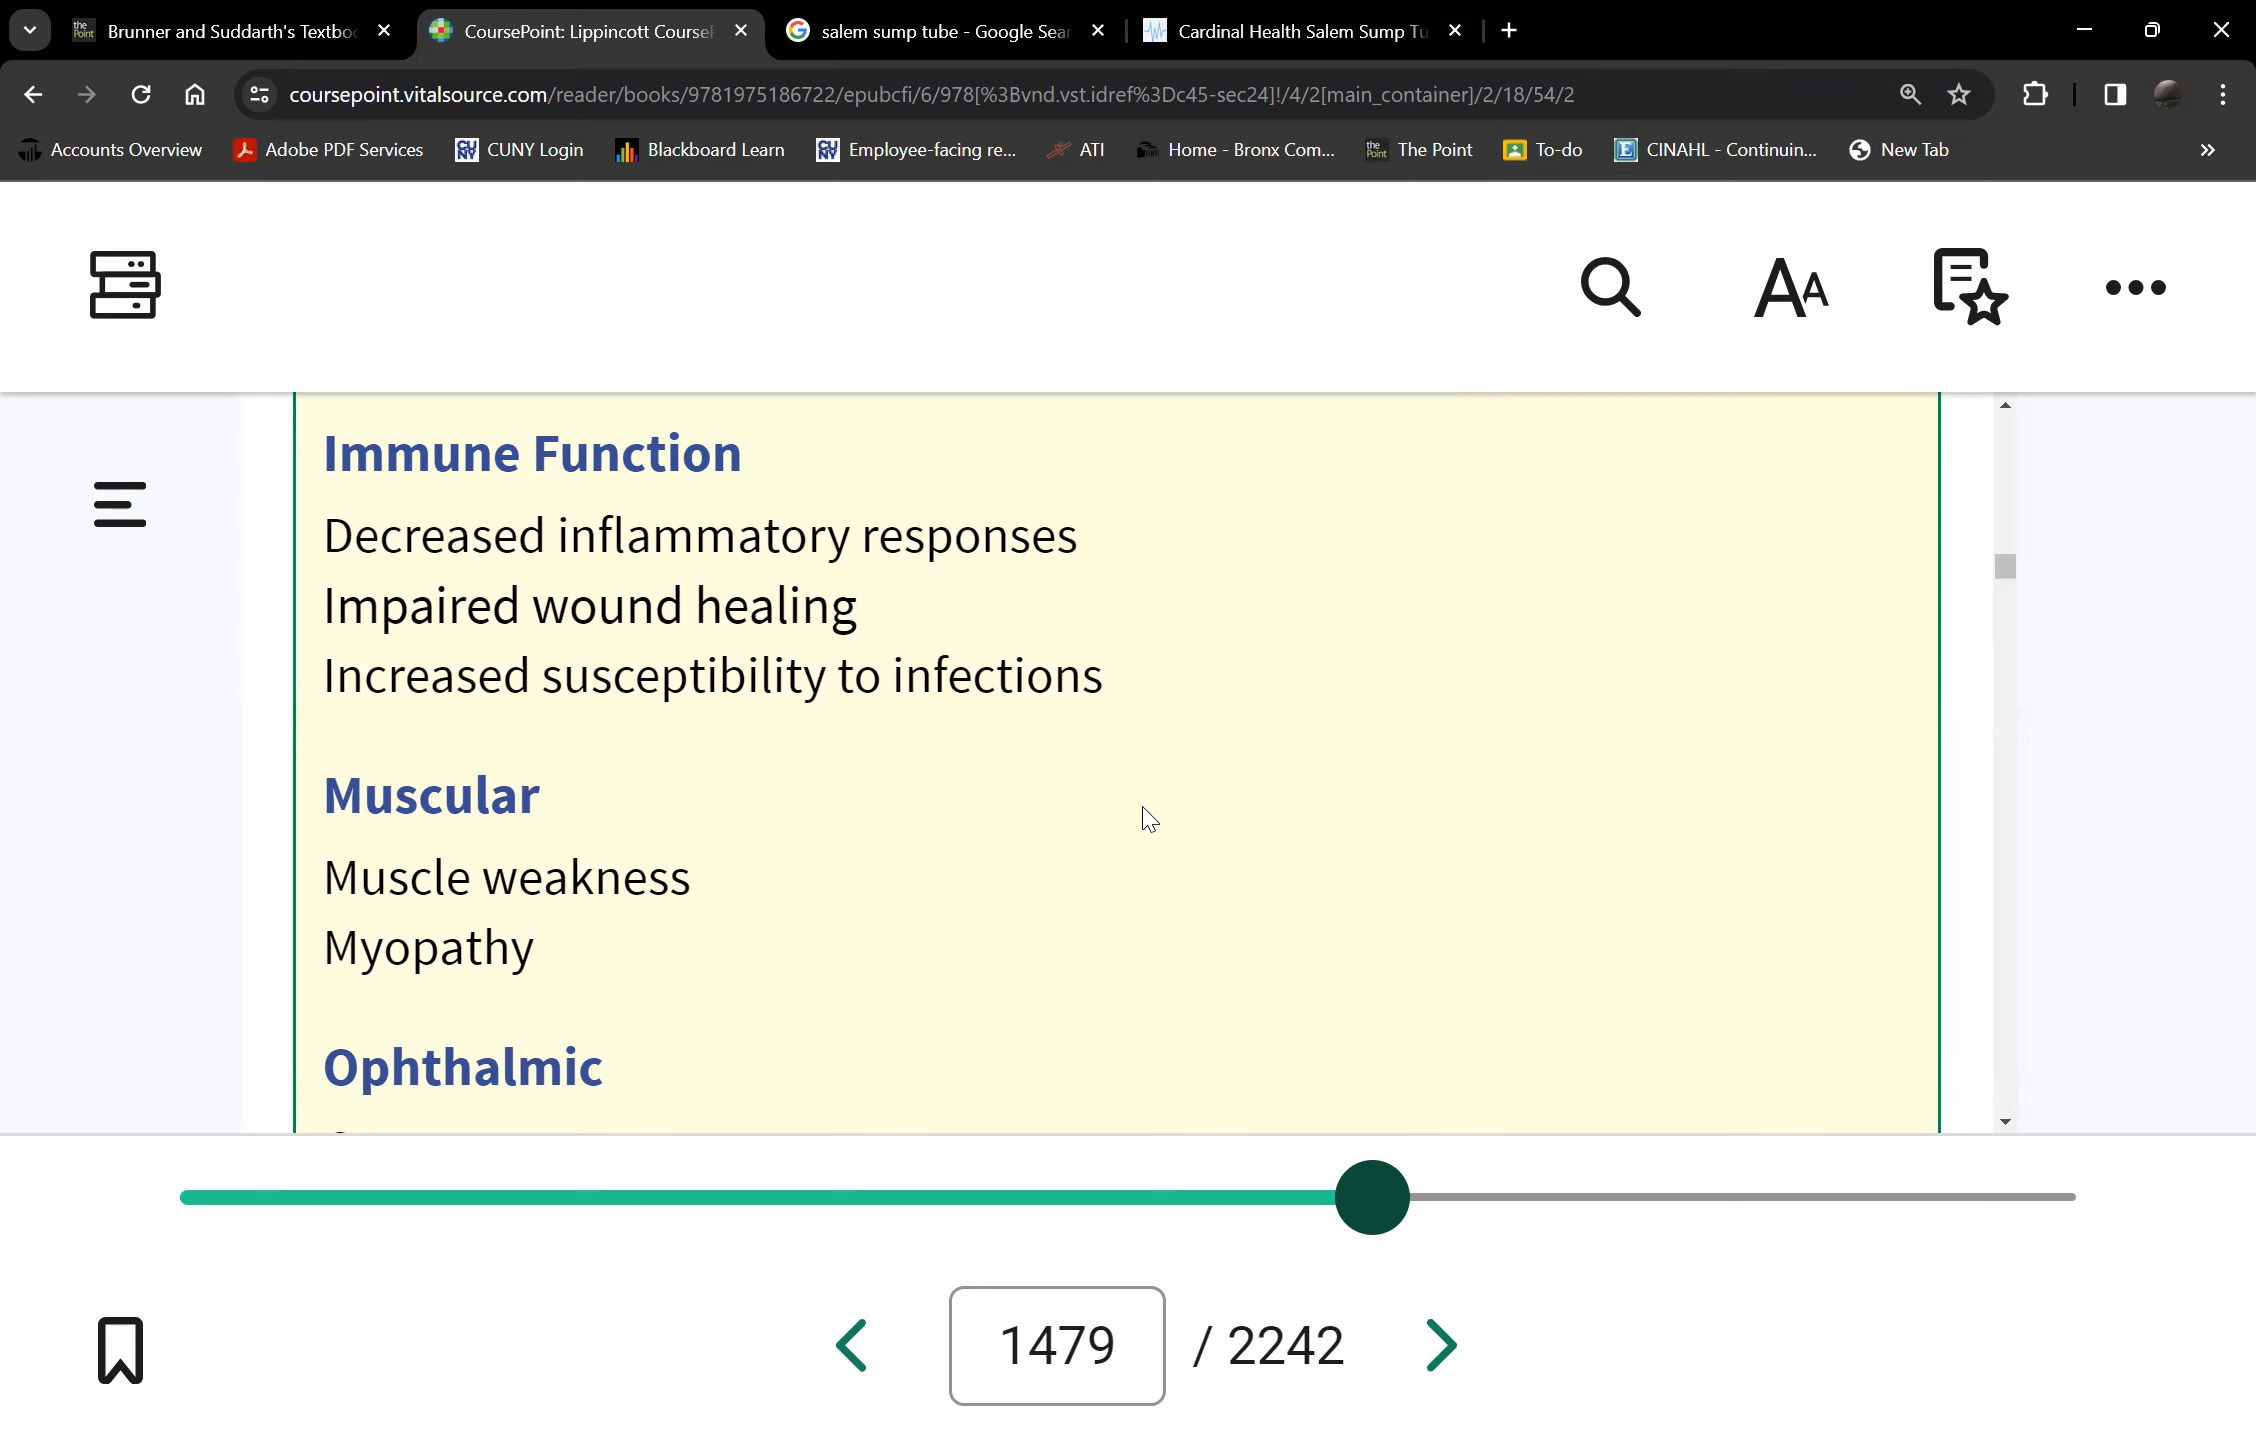 Brunner and Suddarth's Textboo
CoursePoint: Lippincott CourseP
salem sump tube - Google Sear
Cardinal Health Salem Sump Tu
coursepoint.vitalsource.com/reader/books/9781975186722/epubcfi/6/978[%3Bvnd.vst.idref%3Dc45-sec24]!/4/2[main_container]/2/18/54/2
Accounts Overview
Adobe PDF Services
CUNY Login
Blackboard Learn
Employee-facing re...
ATI
Home - Bronx Com...
The Point
To-do
CINAHL - Continuin...
New Tab
AA
Immune Function
Decreased inflammatory responses
Impaired wound healing
Increased susceptibility to infections
Muscular
Muscle weakness
Myopathy
Ophthalmic
1479 / 2242